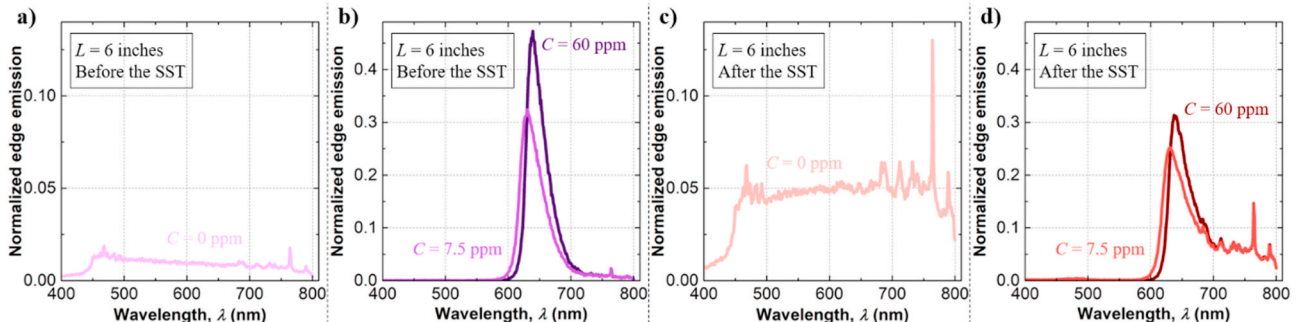 a)
Normalized edge emission
0.10
0.05
0.00
L = 6 inches
Before the SST
C = 0 ppm
400 500 600 700 800
Wavelength, λ (nm)
b)
Normalized edge emission
0.4
0.3
0.2
0.1
0.0
L = 6 inches
Before the SST
C = 60 ppm
C = 7.5 ppm
400 500 600 700 800
Wavelength, λ (nm)
c)
Normalized edge emission
0.10
0.05
0.00
L = 6 inches
After the SST
C = 0 ppm
400 500 600 700 800
Wavelength, λ (nm)
d)
Normalized edge emission
0.4
0.3
0.2
0.1
0.0
L = 6 inches
After the SST
C = 60 ppm
C = 7.5 ppm
400 500 600 700 800
Wavelength, λ (nm)